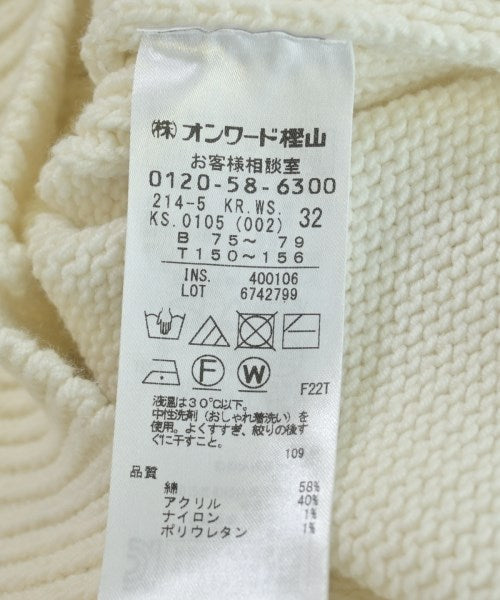 (株)オンワード樫山
お客様相談室
0120-58-6300
214-5 KR.WS. 32
KS.0105 (002)
B 75～ 79
T150～156
INS. 400106
LOT 6742799
F W
F22T
液温は30℃以下。
中性洗剤(おしゃれ着洗い)を
使用。よくすすぎ、絞りの後す
ぐに干すこと。
109
品質
綿 58%
アクリル 40%
ナイロン 1%
ポリウレタン 1%